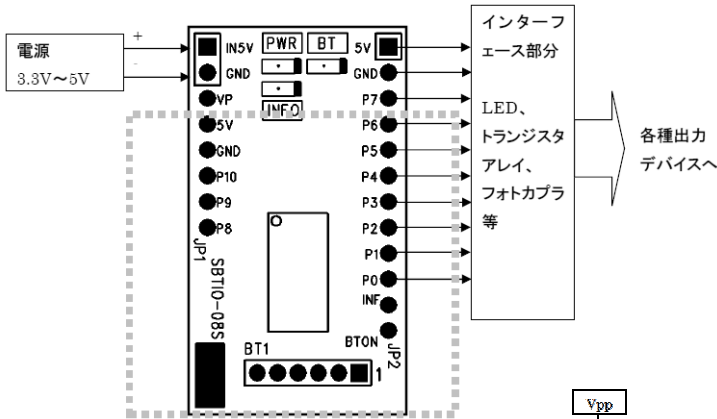 電源
3.3V～5V
+
-
IN5V
GND
VP
5V
GND
P10
P9
P8
JP1
SBTIO-08S
PWR
BT
INFO
5V
GND
P7
P6
P5
P4
P3
P2
P1
P0
INF
BTON
JP2
BT1
1
インターフ
ェース部分
LED、
トランジスタ
アレイ、
フォトカプラ
等
各種出力
デバイスへ
Vpp